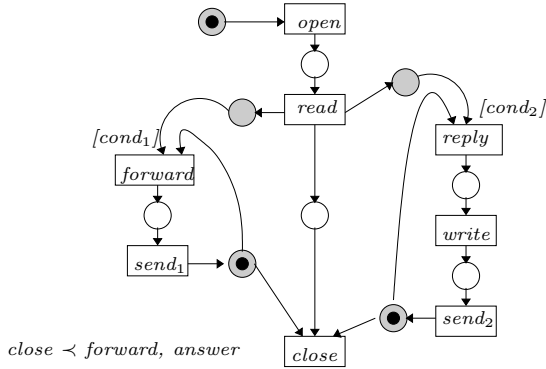 open
read
[cond₁]
[cond₂]
reply
forward
write
send₁
send₂
close
close ≺ forward, answer